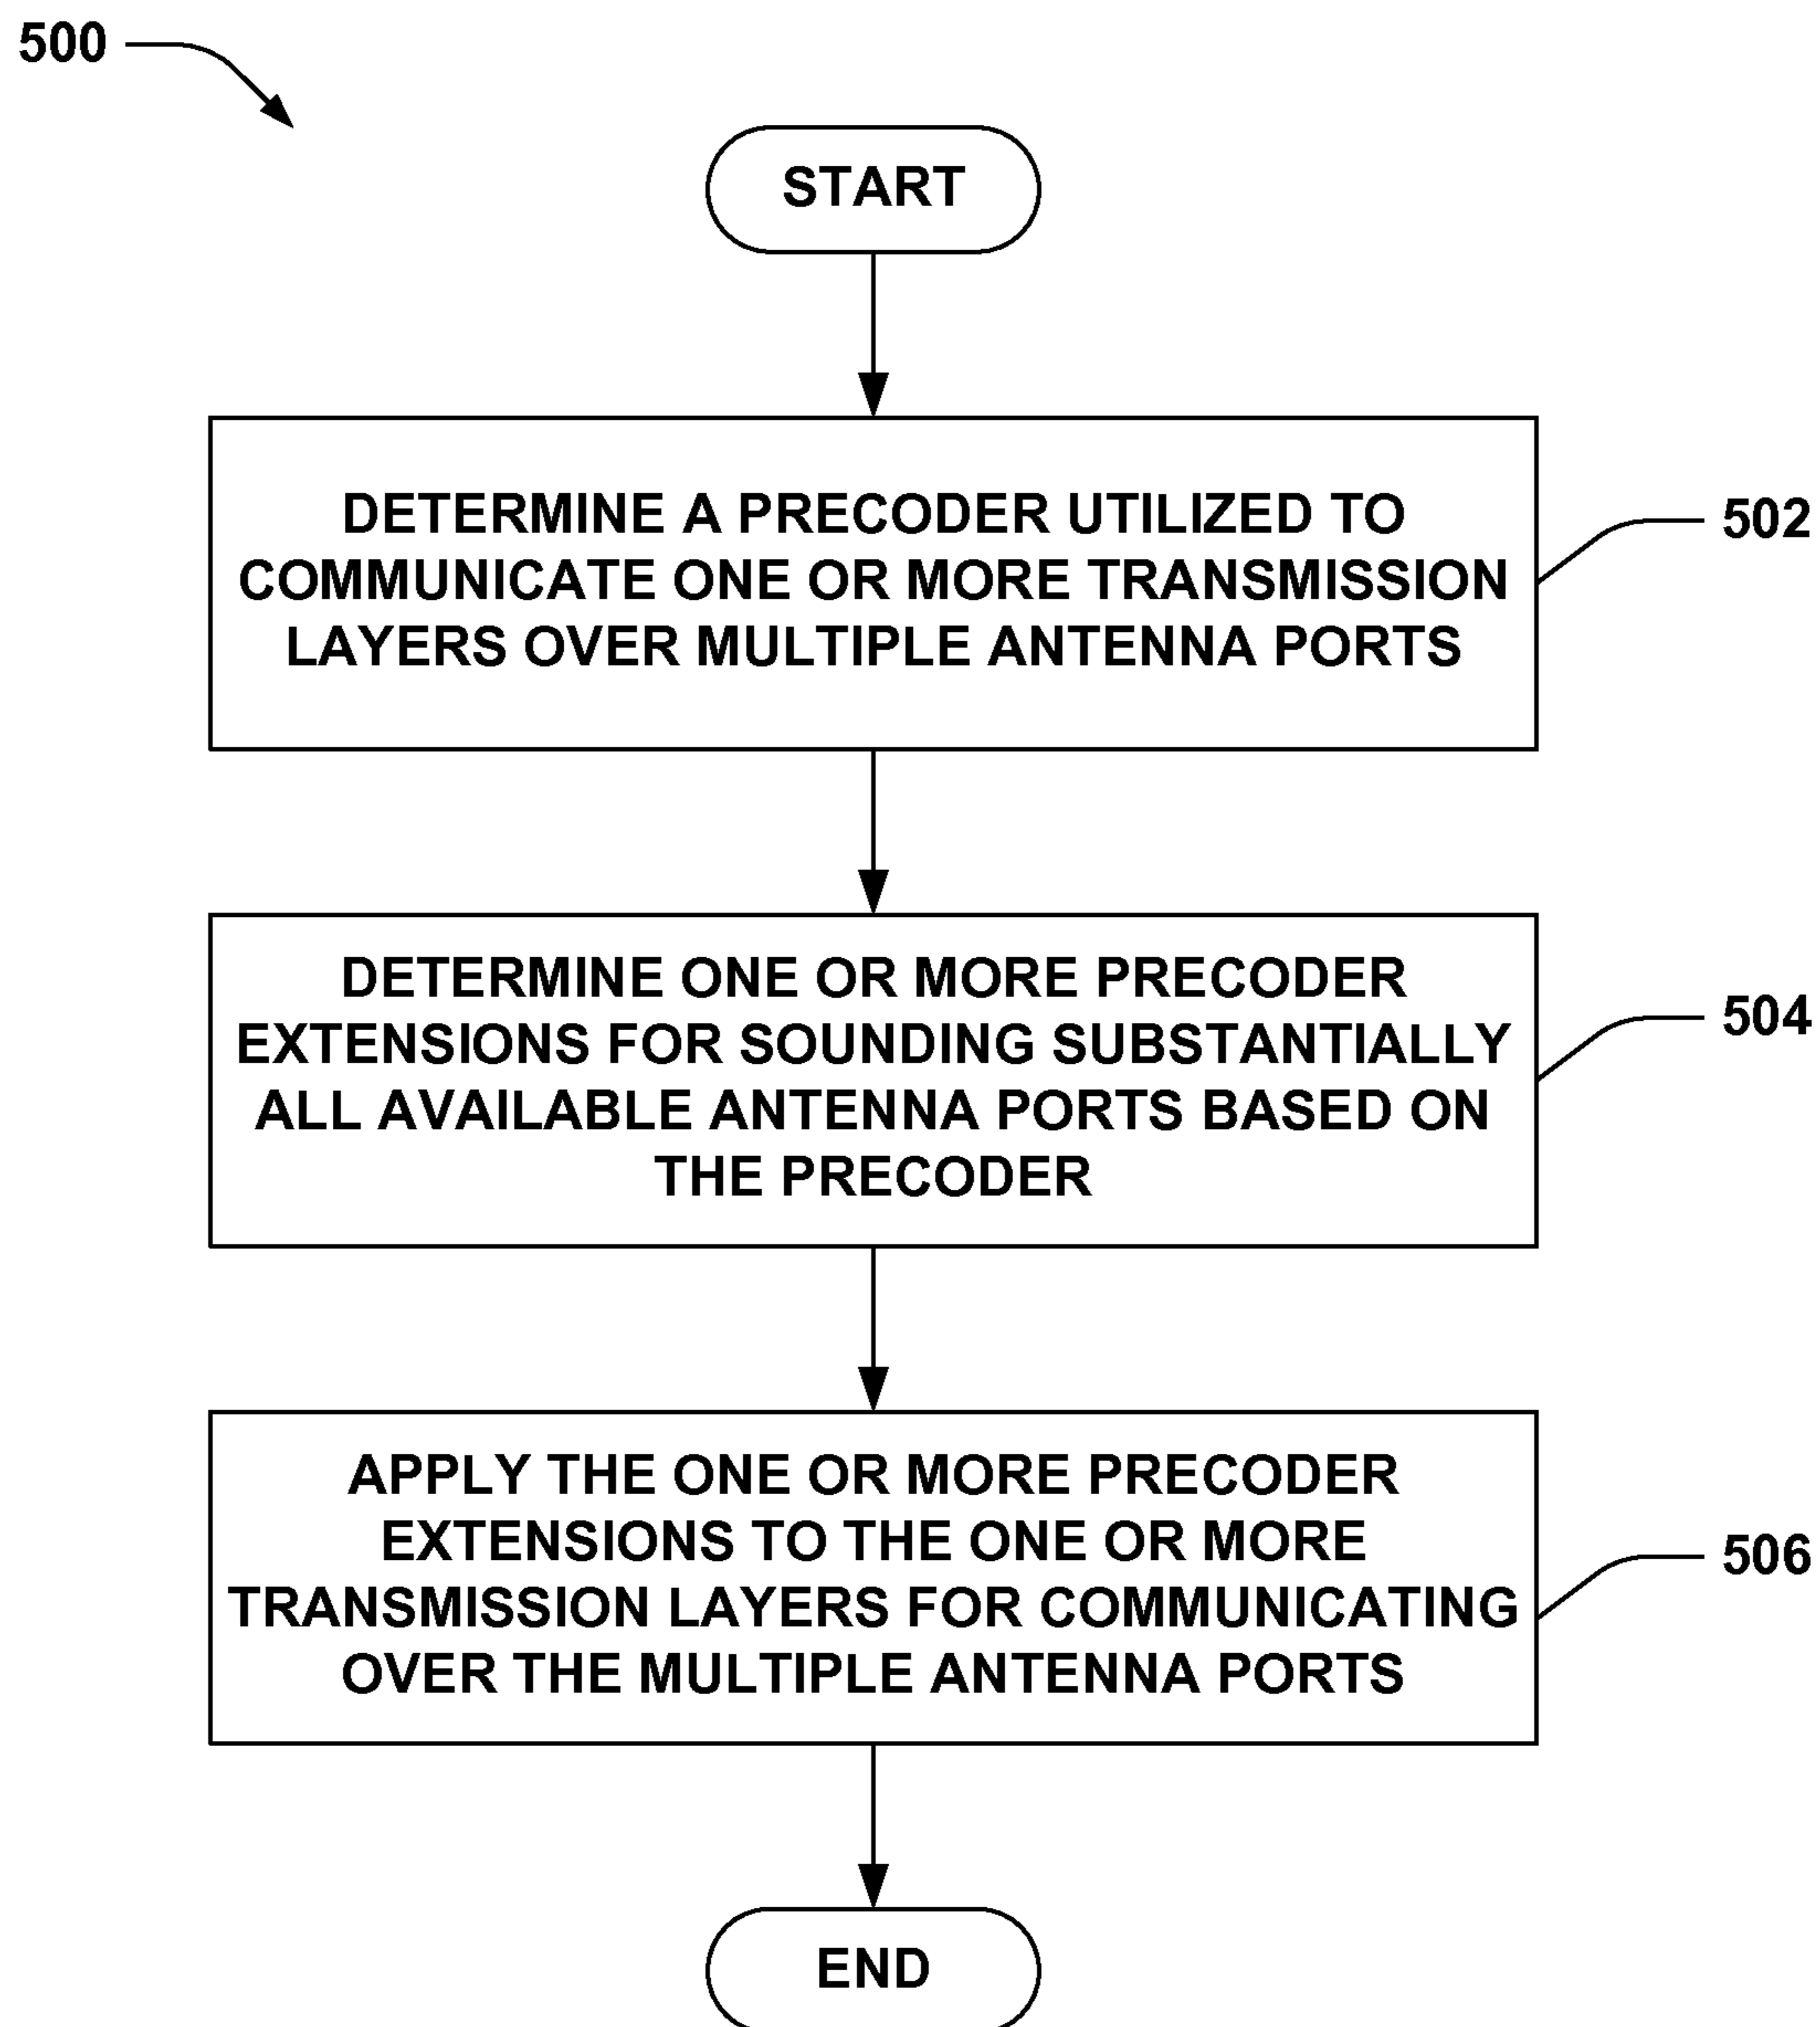 500
START
DETERMINE A PRECODER UTILIZED TO
COMMUNICATE ONE OR MORE TRANSMISSION
LAYERS OVER MULTIPLE ANTENNA PORTS
502
DETERMINE ONE OR MORE PRECODER
EXTENSIONS FOR SOUNDING SUBSTANTIALLY
ALL AVAILABLE ANTENNA PORTS BASED ON
THE PRECODER
504
APPLY THE ONE OR MORE PRECODER
EXTENSIONS TO THE ONE OR MORE
TRANSMISSION LAYERS FOR COMMUNICATING
OVER THE MULTIPLE ANTENNA PORTS
506
END